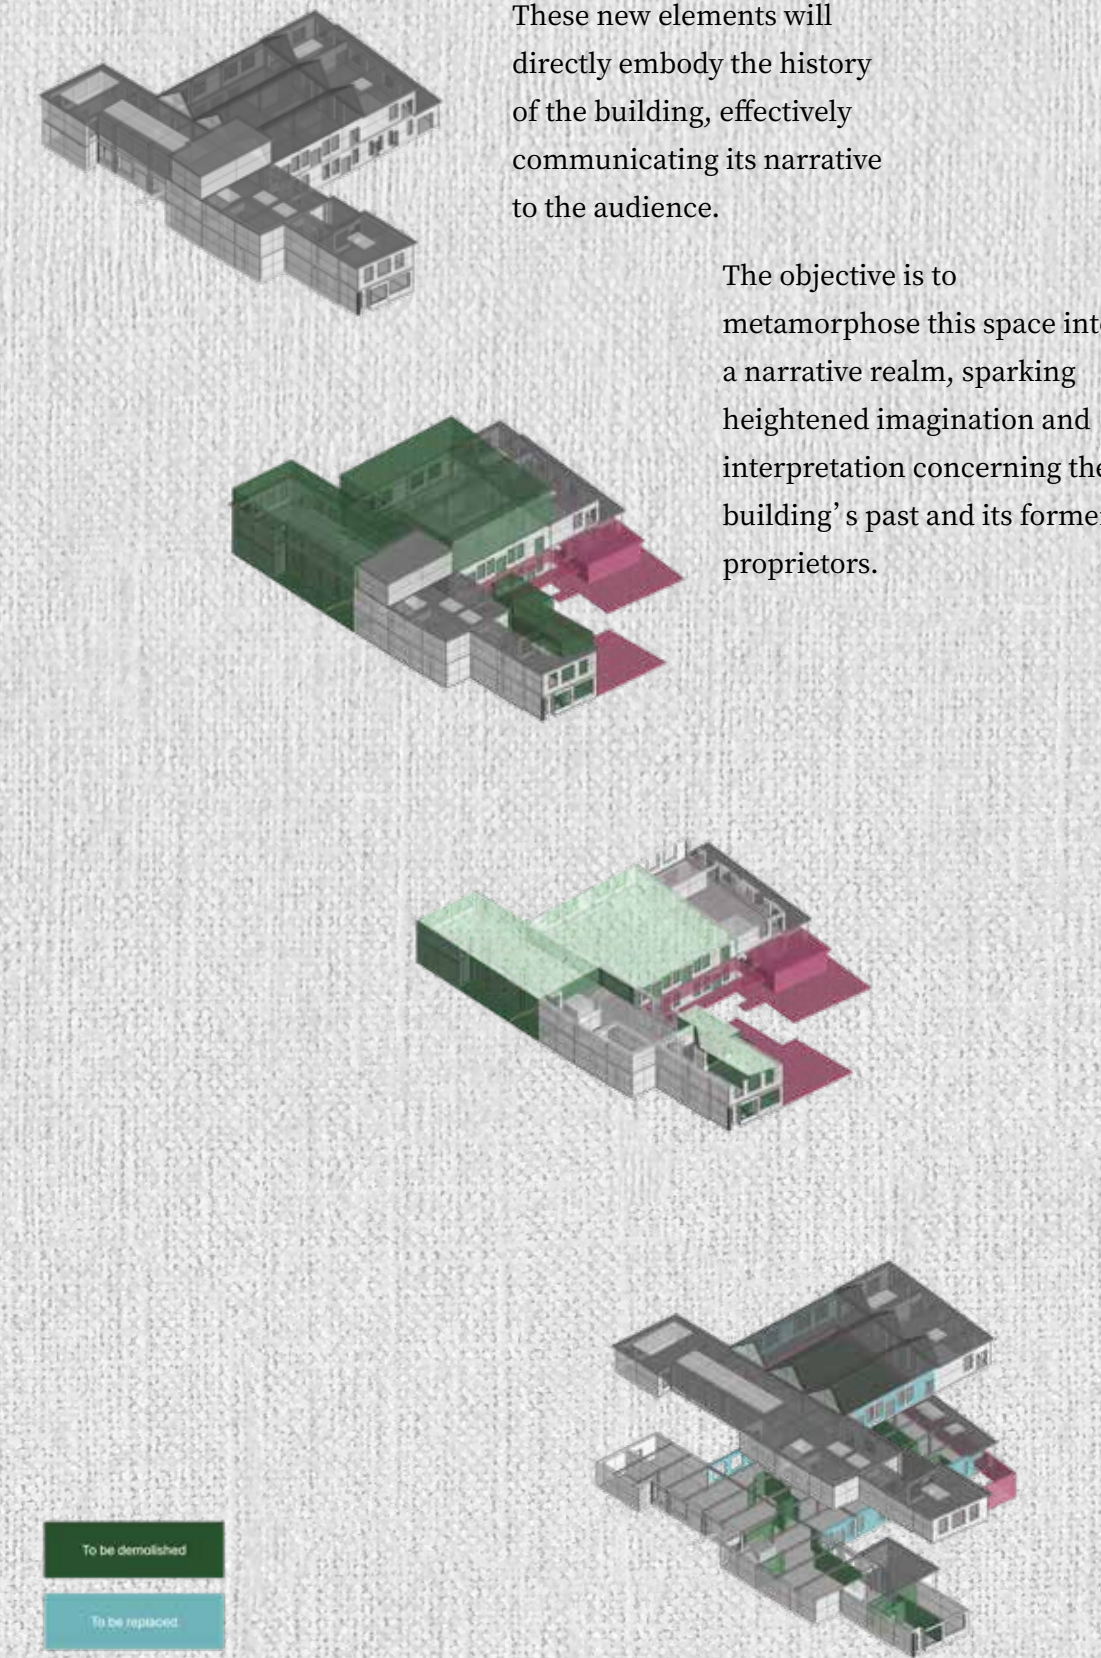 These new elements will
directly embody the history
of the building, effectively
communicating its narrative
to the audience.
The objective is to
metamorphose this space into
a narrative realm, sparking
heightened imagination and
interpretation concerning the
building’s past and its former
proprietors.
To be demolished
To be replaced